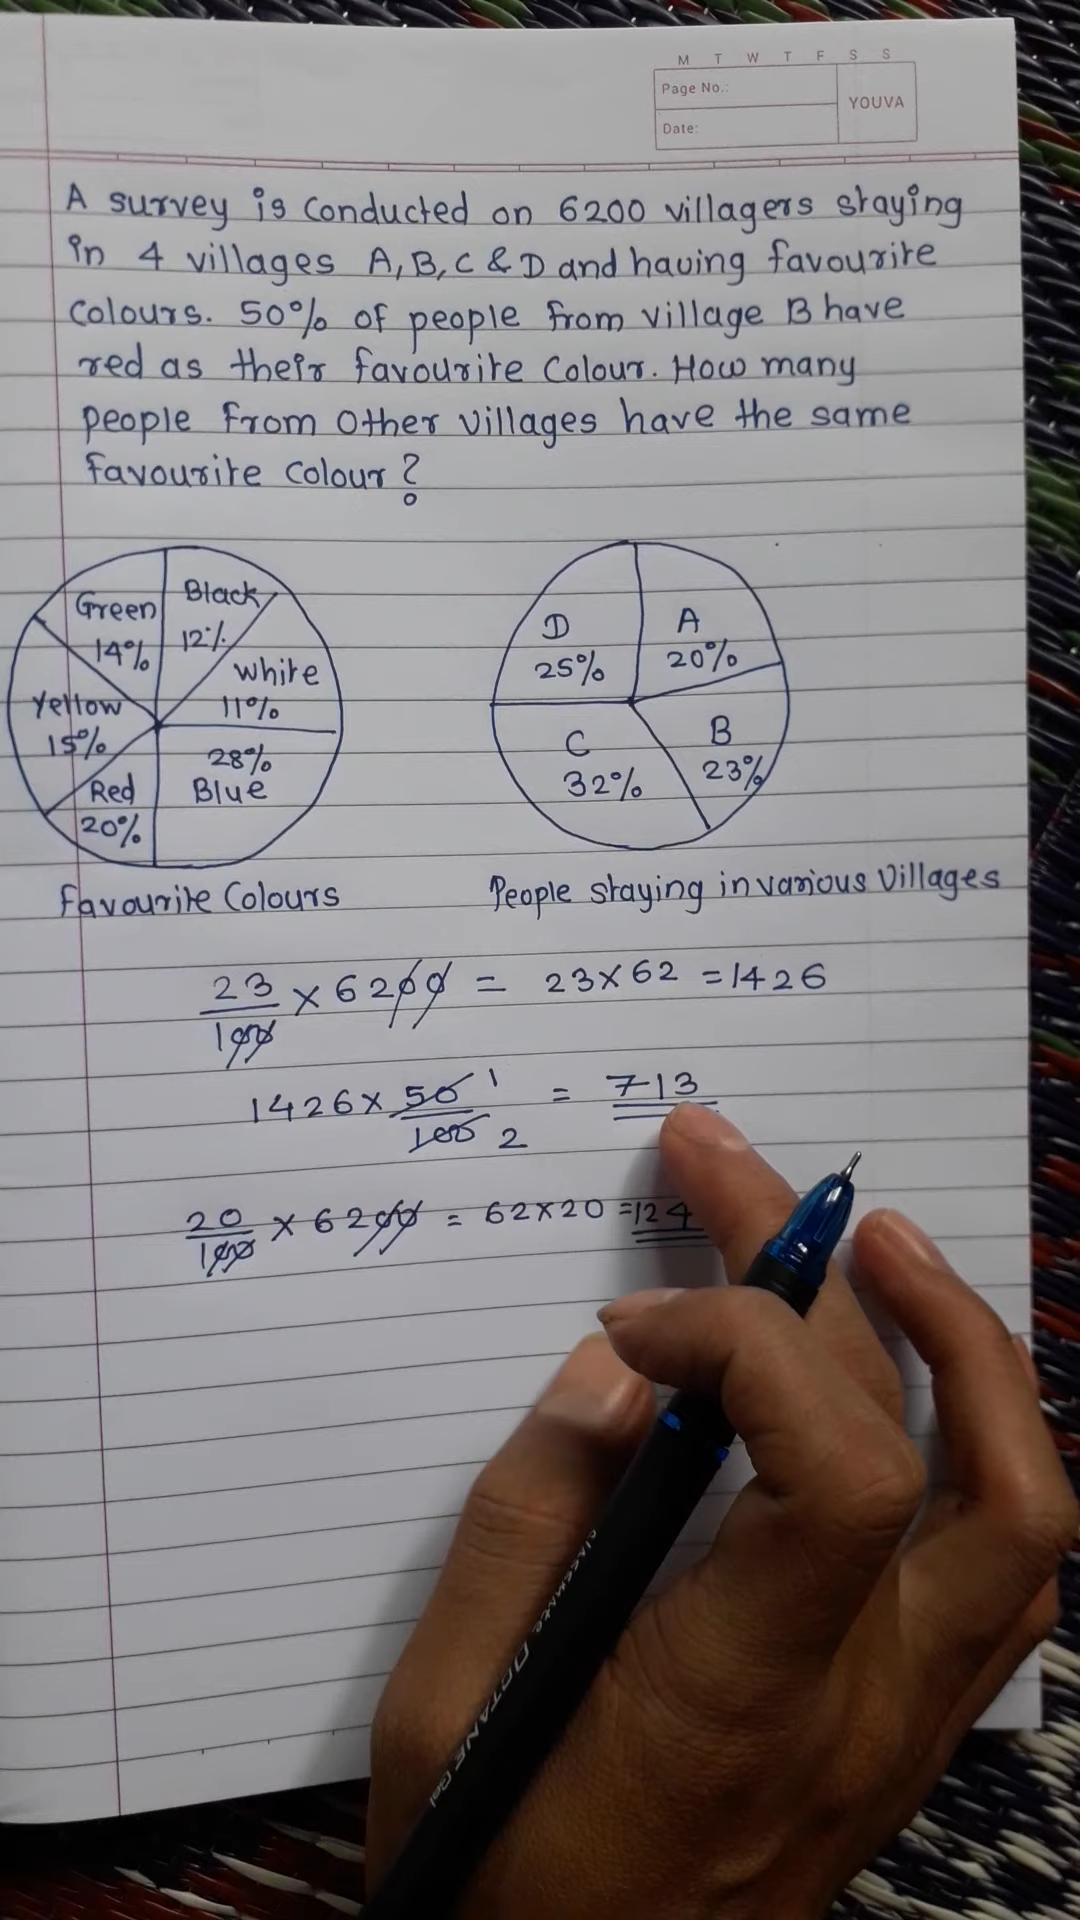 M T W T F S S
Page No.:
YOUVA
Date:
A survey is conducted on 6200 villagers staying
in 4 villages A, B, C & D and having favourite
colours. 50% of people from village B have
red as their favourite colour. How many
people from other villages have the same
favourite colour?
Green
14%
Black
12%
White
11%
Yellow
15%
28%
Blue
Red
20%
D
25%
A
20%
C
32%
B
23%
Favourite Colours
People staying in various villages
23/100 × 6200 = 23×62 = 1426
1426 × 50/100 1 2 = 713
20/100 × 6200 = 62×20 = 124
OCTANE Gel